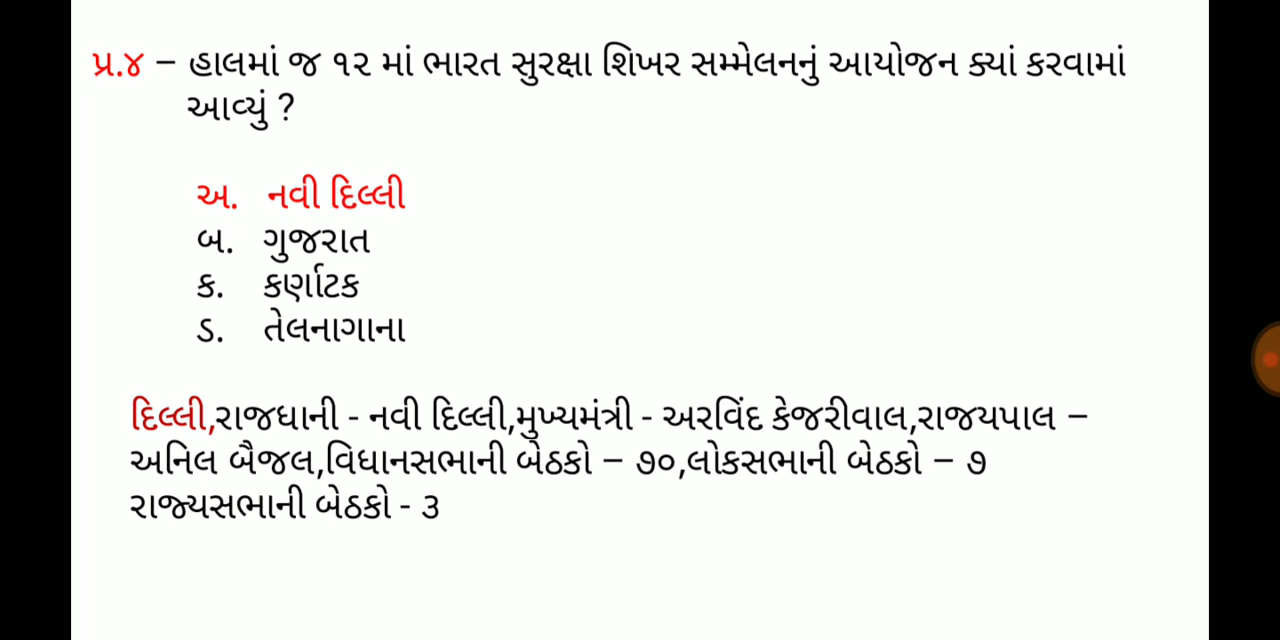 પ્ર.૪ – હાલમાં જ ૧૨ માં ભારત સુરક્ષા શિખર સમ્મેલનનું આયોજન ક્યાં કરવામાં
આવ્યું ?
અ. નવી દિલ્લી
બ. ગુજરાત
ક. કર્ણાટક
ડ. તેલનાગાના
દિલ્લી,રાજધાની - નવી દિલ્લી,મુખ્યમંત્રી - અરવિંદ કેજરીવાલ,રાજયપાલ –
અનિલ બૈજલ,વિધાનસભાની બેઠકો – ૭૦,લોકસભાની બેઠકો – ૭
રાજ્યસભાની બેઠકો - ૩